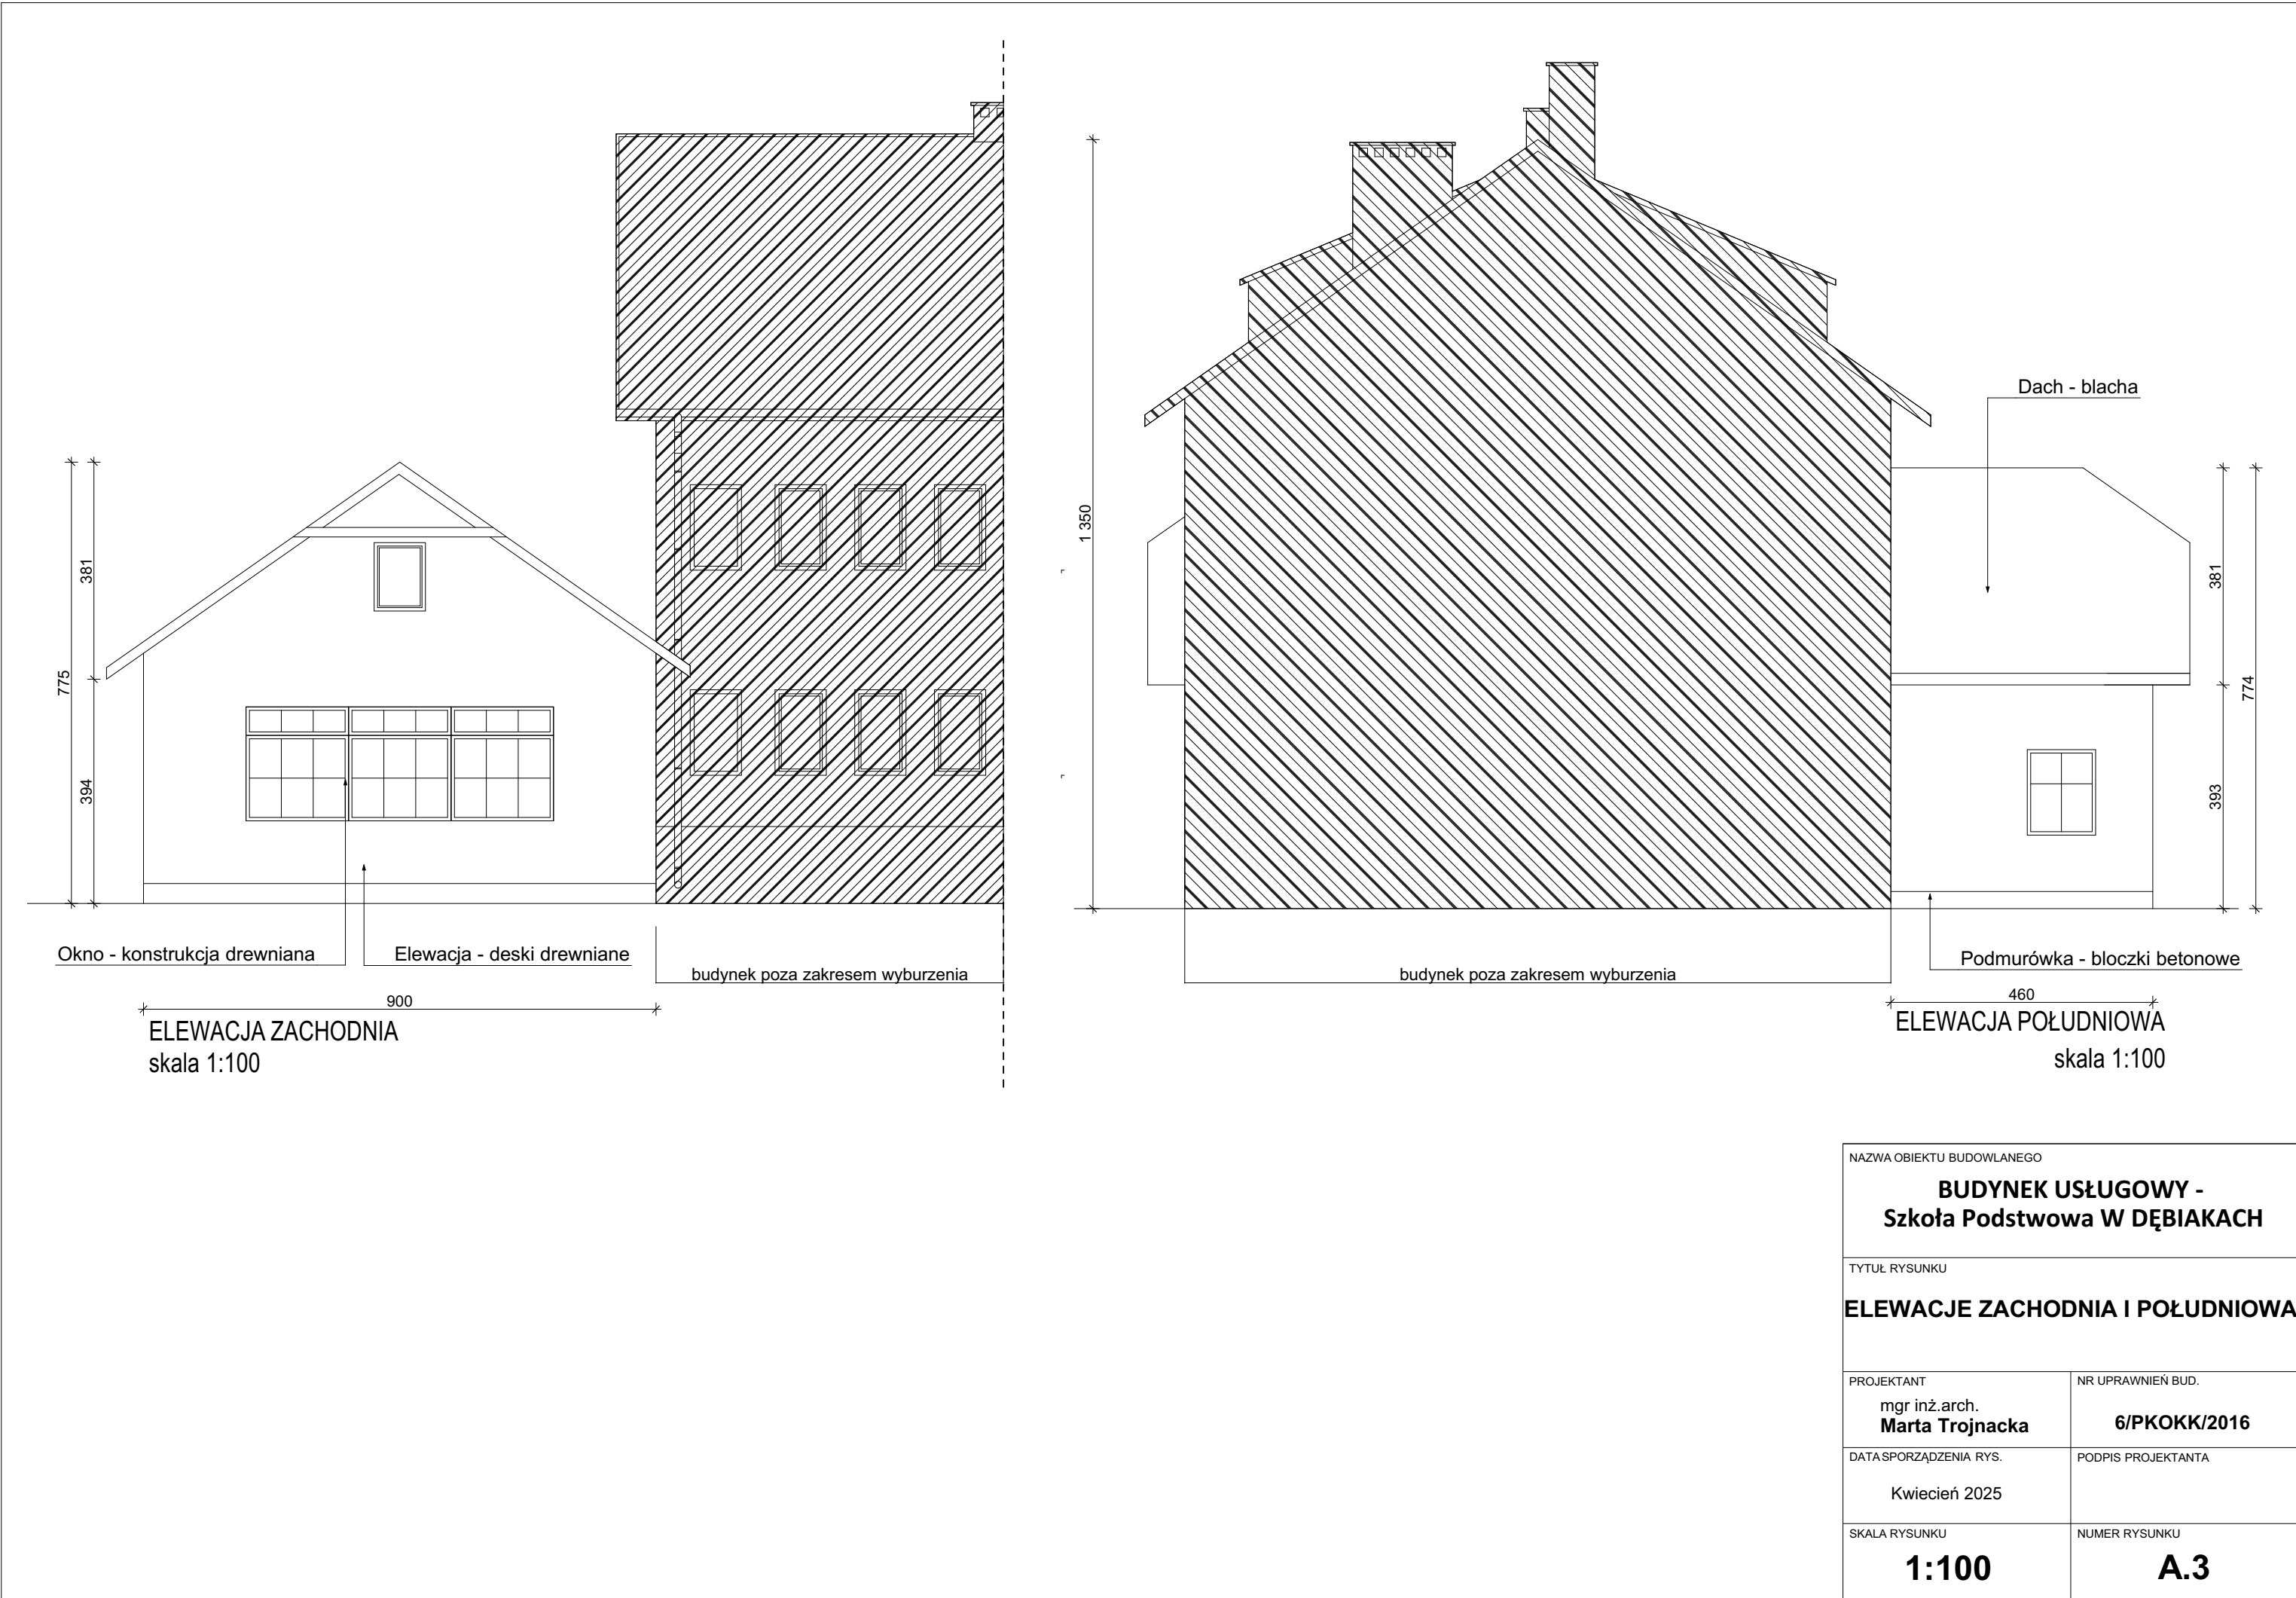 775
381
394
Okno - konstrukcja drewniana
Elewacja - deski drewniane
budynek poza zakresem wyburzenia
900
ELEWACJA ZACHODNIA
skala 1:100
1 350
Dach - blacha
381
393
774
budynek poza zakresem wyburzenia
Podmurówka - bloczki betonowe
460
ELEWACJA POŁUDNIOWA
skala 1:100
NAZWA OBIEKTU BUDOWLANEGO
BUDYNEK USŁUGOWY -
Szkoła Podstwowa W DĘBIAKACH
TYTUŁ RYSUNKU
ELEWACJE ZACHODNIA I POŁUDNIOWA
PROJEKTANT
mgr inż.arch.
Marta Trojnacka
NR UPRAWNIEŃ BUD.
6/PKOKK/2016
DATA SPORZĄDZENIA RYS.
Kwiecień 2025
PODPIS PROJEKTANTA
SKALA RYSUNKU
1:100
NUMER RYSUNKU
A.3